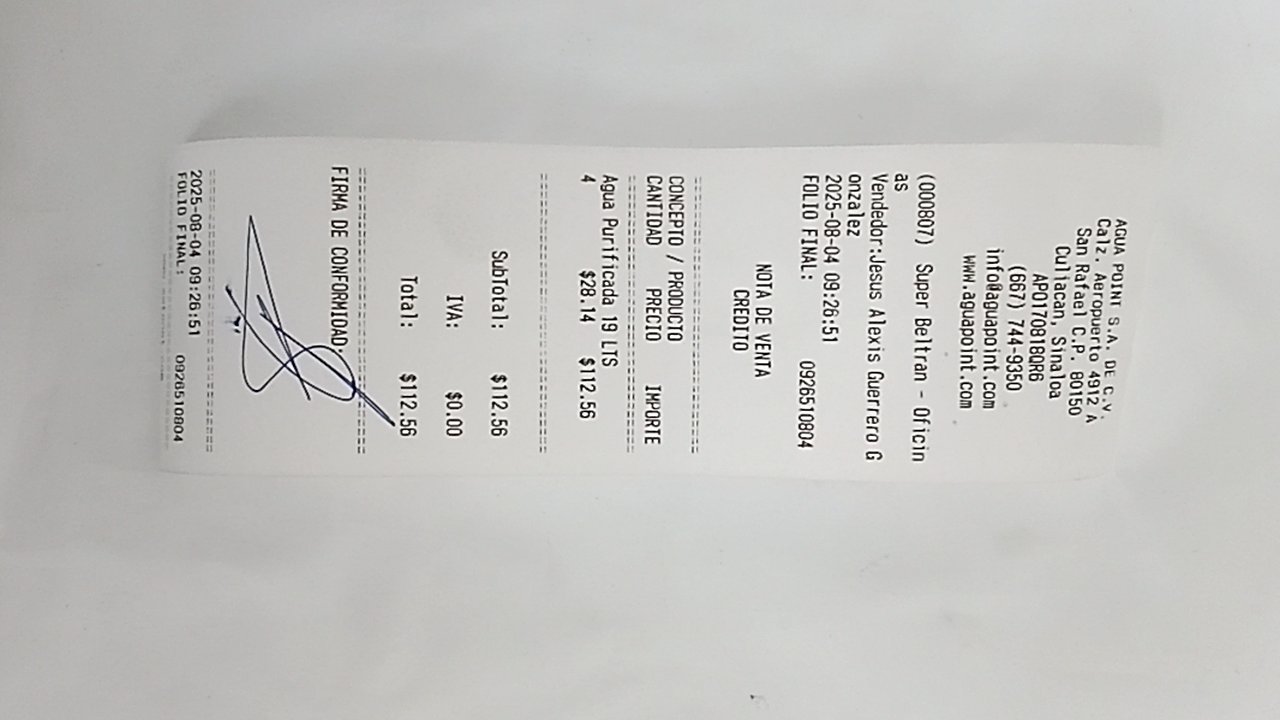 AGUA POINT S.A. DE C.V.
Calz. Aeropuerto 4912 A
San Rafael C.P. 80150
Culiacan, Sinaloa
APO170818QR6
(667) 744-9350
info@aguapoint.com
www.aguapoint.com
(000807) Super Beltran - Oficin
as
Vendedor:Jesus Alexis Guerrero G
onzalez
2025-08-04 09:26:51
FOLIO FINAL: 0926510804
NOTA DE VENTA
CREDITO
CONCEPTO / PRODUCTO
CANTIDAD PRECIO IMPORTE
Agua Purificada 19 LTS
4 $28.14 $112.56
SubTotal: $112.56
IVA: $0.00
Total: $112.56
FIRMA DE CONFORMIDAD.
2025-08-04 09:26:51
FOLIO FINAL: 0926510804